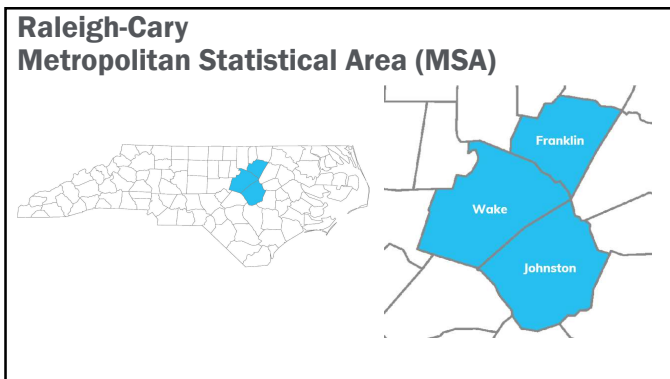 Raleigh-Cary
Metropolitan Statistical Area (MSA)
Franklin
Wake
Johnston